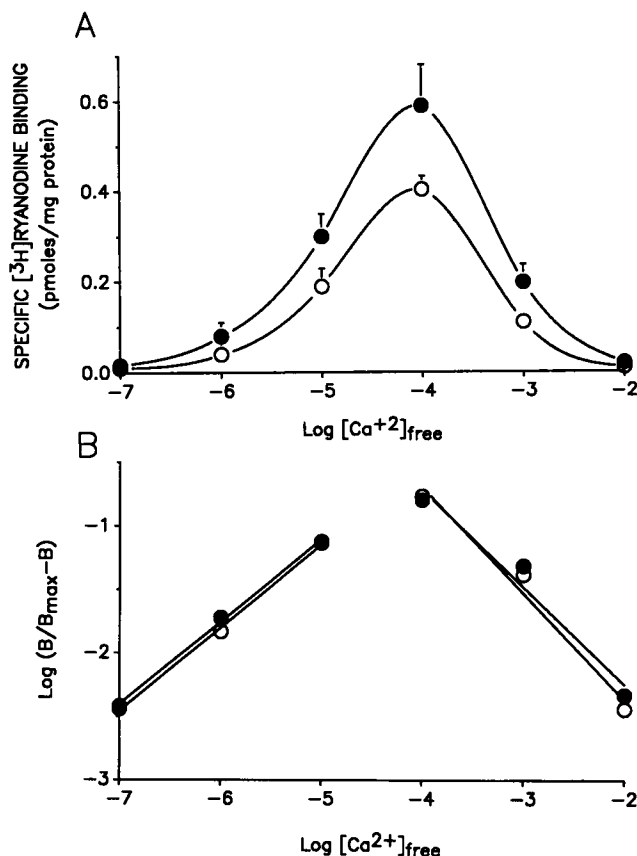 A
SPECIFIC [³H]RYANODINE BINDING
(pmoles/mg protein)
0.6
0.4
0.2
0.0
-7 -6 -5 -4 -3 -2
Log [Ca⁺²]free
B
Log (B/Bmax-B)
-1
-2
-3
-7 -6 -5 -4 -3 -2
Log [Ca²⁺]free